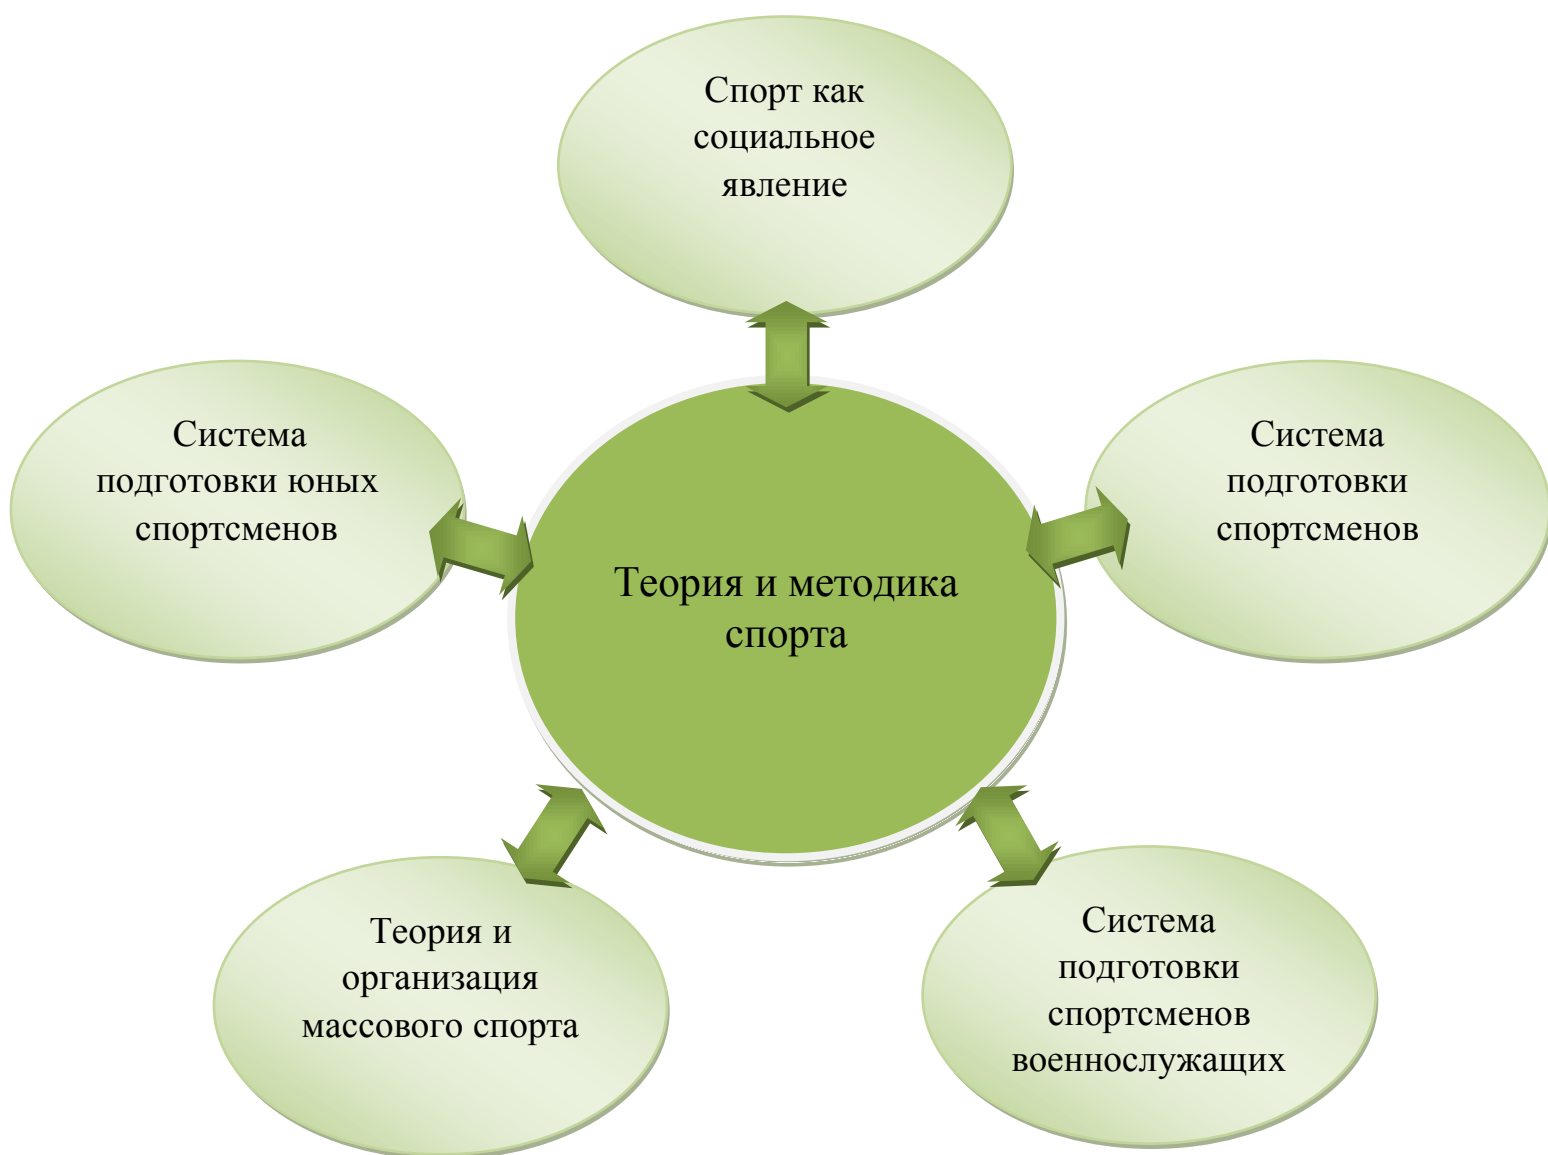 Спорт как
социальное
явление
Система
подготовки юных
спортсменов
Система
подготовки
спортсменов
Теория и методика
спорта
Теория и
организация
массового спорта
Система
подготовки
спортсменов
военнослужащих